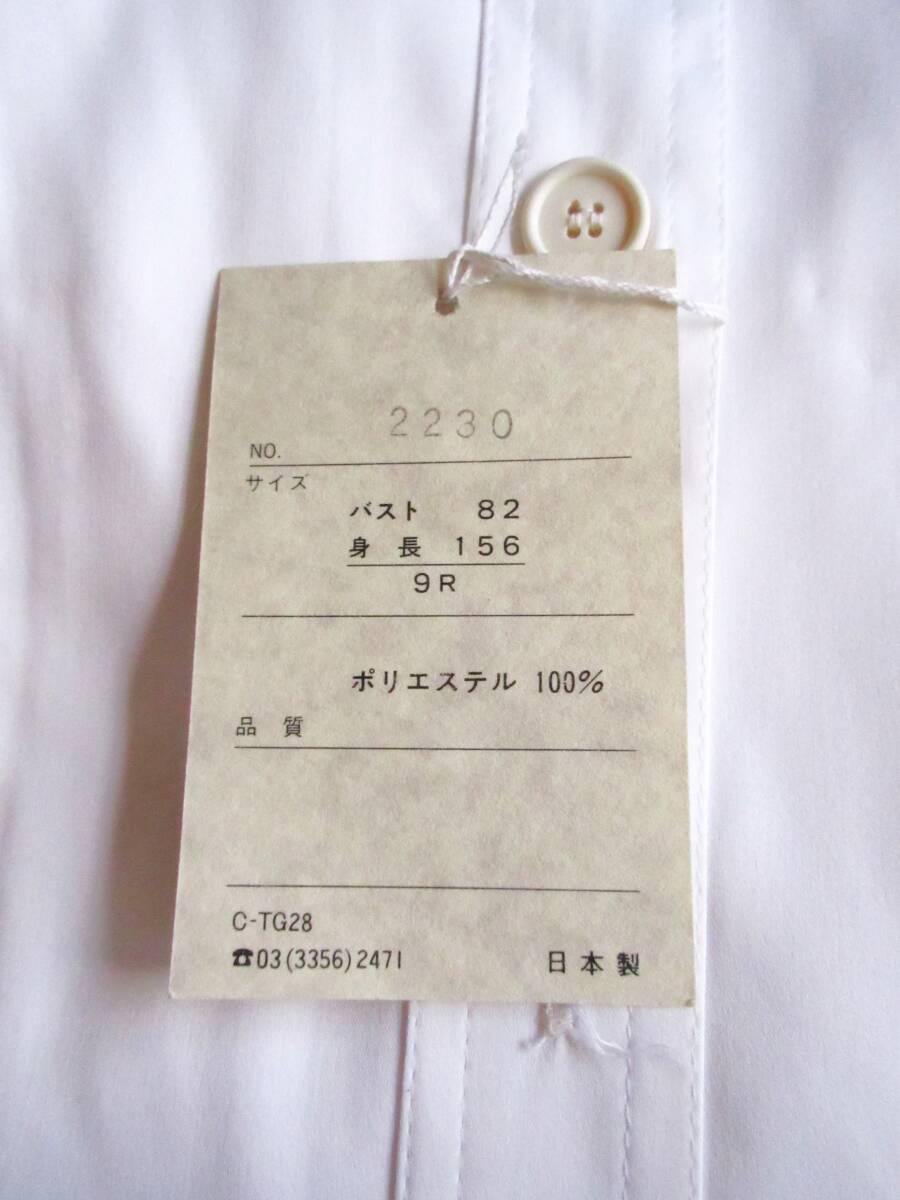 2230
NO.
サイズ
バスト 82
身長 156
9R
ポリエステル 100%
品質
C-TG28
☎03(3356)2471 日本製